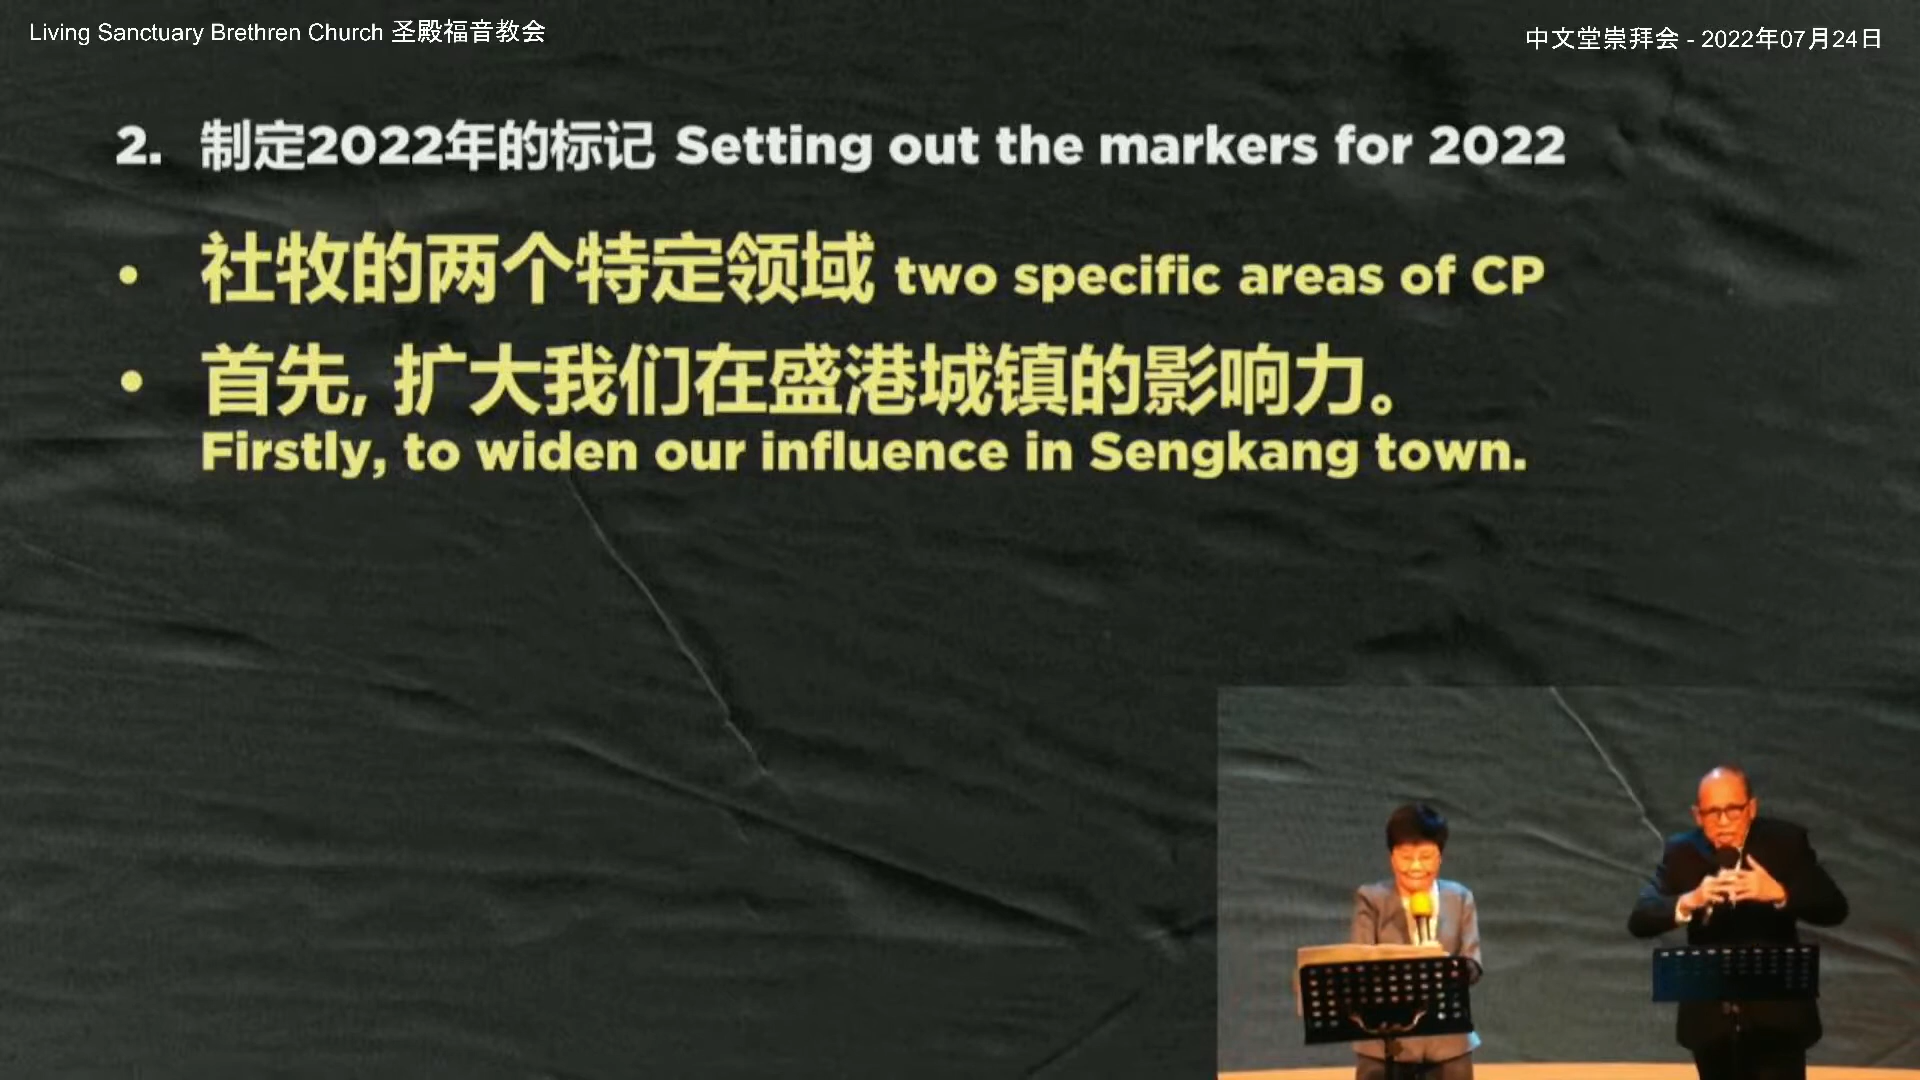 Living Sanctuary Brethren Church 圣殿福音教会
中文堂崇拜会 - 2022年07月24日
2. 制定2022年的标记 Setting out the markers for 2022
• 社牧的两个特定领域 two specific areas of CP
• 首先, 扩大我们在盛港城镇的影响力。
Firstly, to widen our influence in Sengkang town.